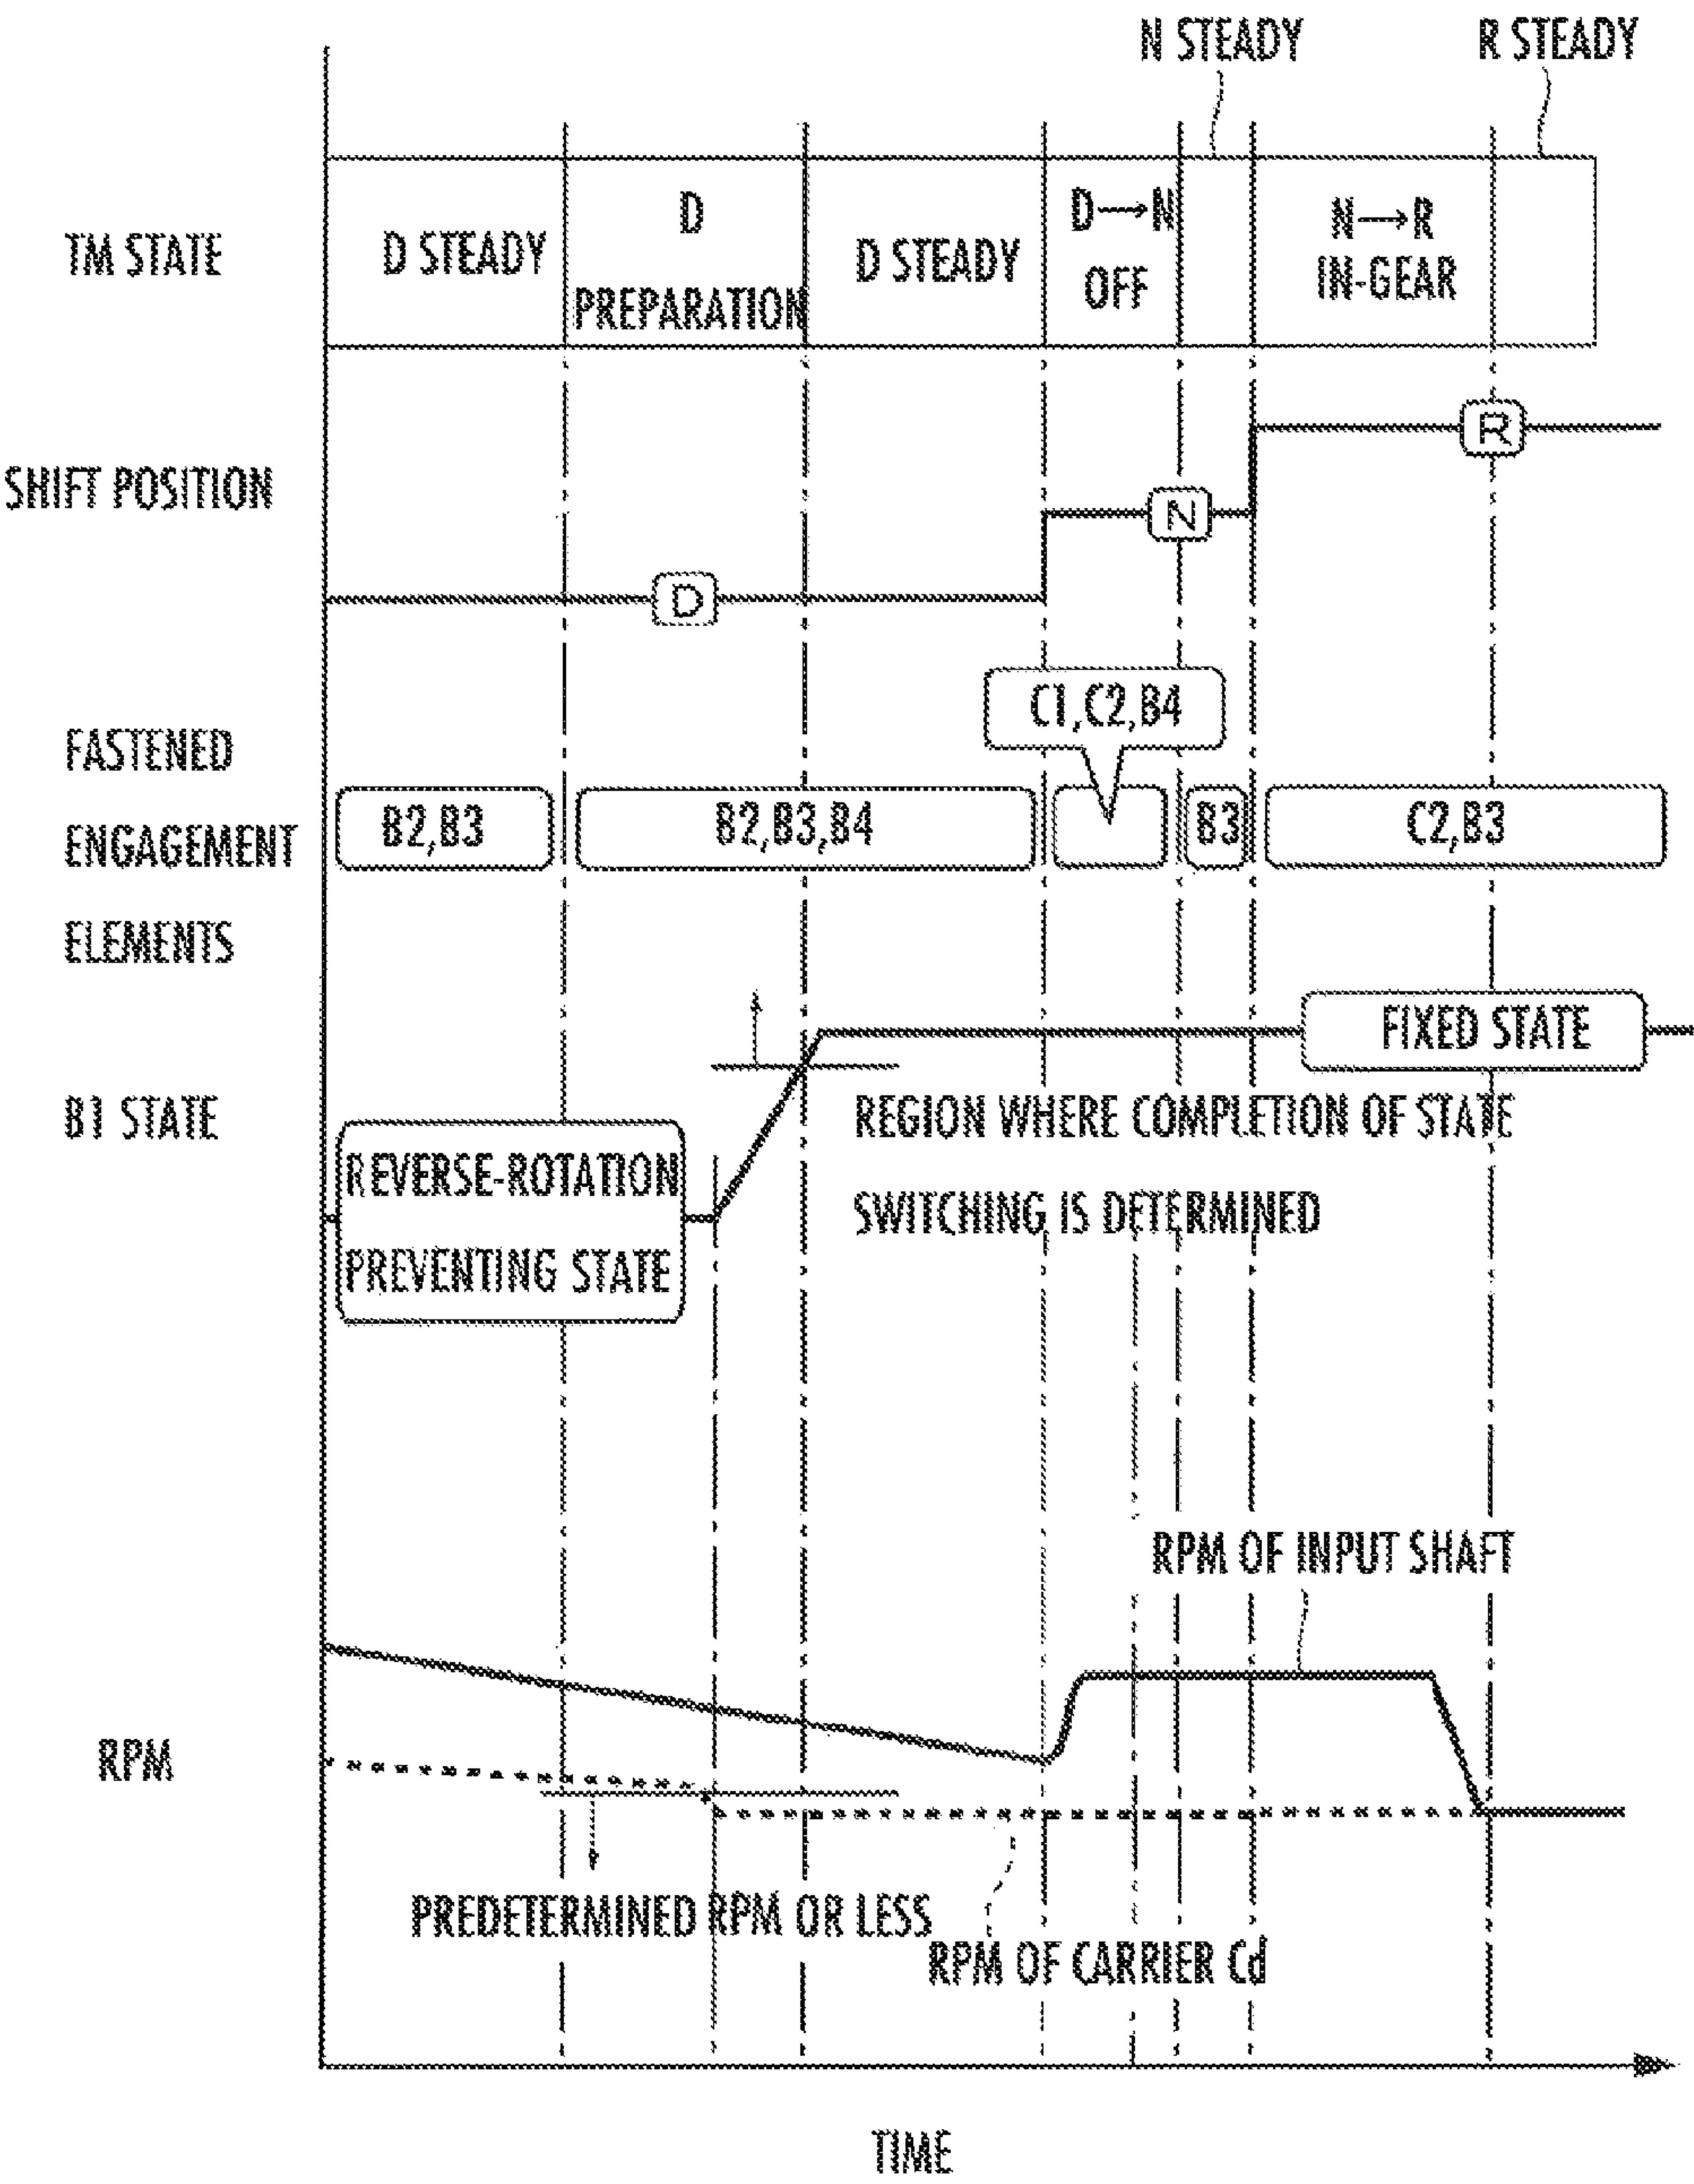 N STEADY
R STEADY
TM STATE
D STEADY
D
PREPARATION
D STEADY
D→N
OFF
N→R
IN-GEAR
SHIFT POSITION
D
N
R
FASTENED
ENGAGEMENT
ELEMENTS
C1,C2,B4
B2,B3
B2,B3,B4
B3
C2,B3
B1 STATE
FIXED STATE
REVERSE-ROTATION
PREVENTING STATE
REGION WHERE COMPLETION OF STATE
SWITCHING IS DETERMINED
RPM OF INPUT SHAFT
RPM
PREDETERMINED RPM OR LESS
RPM OF CARRIER Cd
TIME